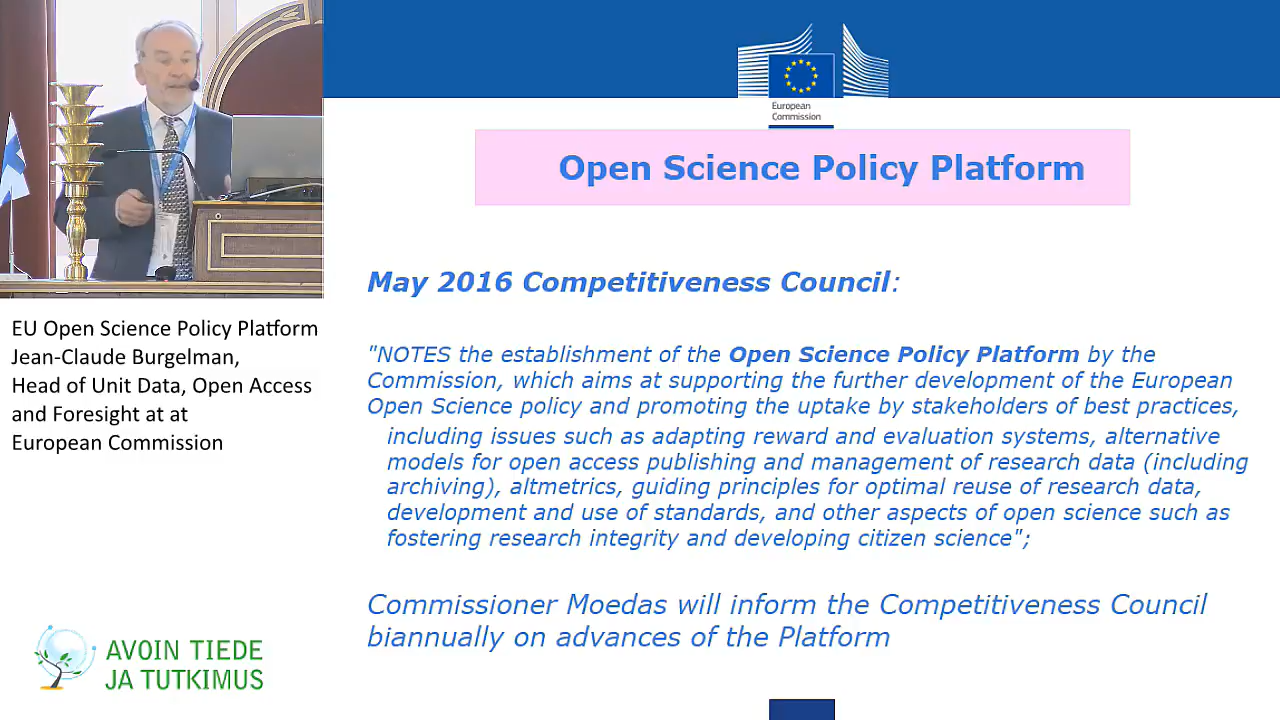 European
Commission
Open Science Policy Platform
May 2016 Competitiveness Council:
"NOTES the establishment of the Open Science Policy Platform by the
Commission, which aims at supporting the further development of the European
Open Science policy and promoting the uptake by stakeholders of best practices,
including issues such as adapting reward and evaluation systems, alternative
models for open access publishing and management of research data (including
archiving), altmetrics, guiding principles for optimal reuse of research data,
development and use of standards, and other aspects of open science such as
fostering research integrity and developing citizen science";
Commissioner Moedas will inform the Competitiveness Council
biannually on advances of the Platform
EU Open Science Policy Platform
Jean-Claude Burgelman,
Head of Unit Data, Open Access
and Foresight at at
European Commission
AVOIN TIEDE
JA TUTKIMUS